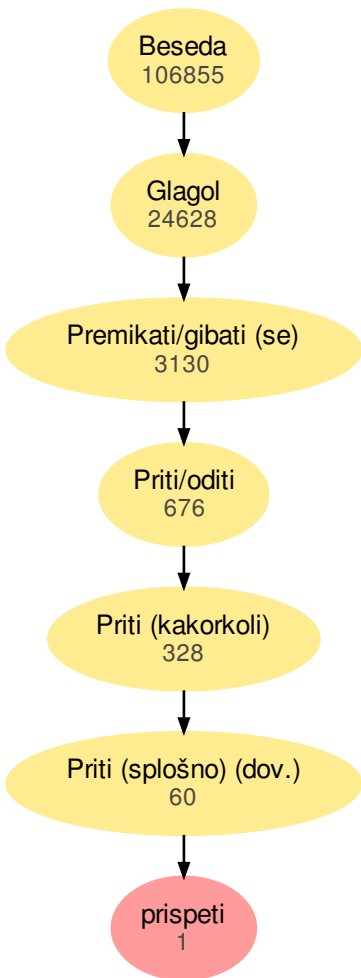 Beseda
106855
Glagol
24628
Premikati/gibati (se)
3130
Priti/oditi
676
Priti (kakorkoli)
328
Priti (splošno) (dov.)
60
prispeti
1